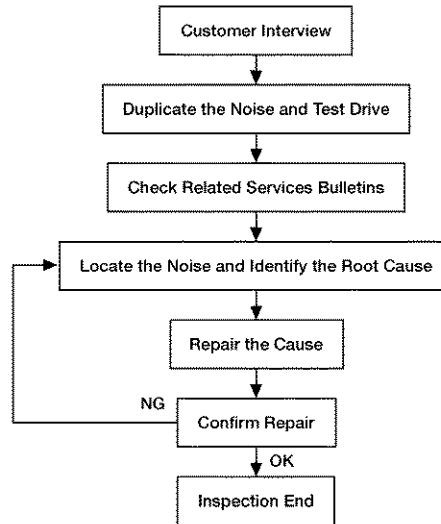 Customer Interview
Duplicate the Noise and Test Drive
Check Related Services Bulletins
Locate the Noise and Identify the Root Cause
Repair the Cause
NG
Confirm Repair
OK
Inspection End